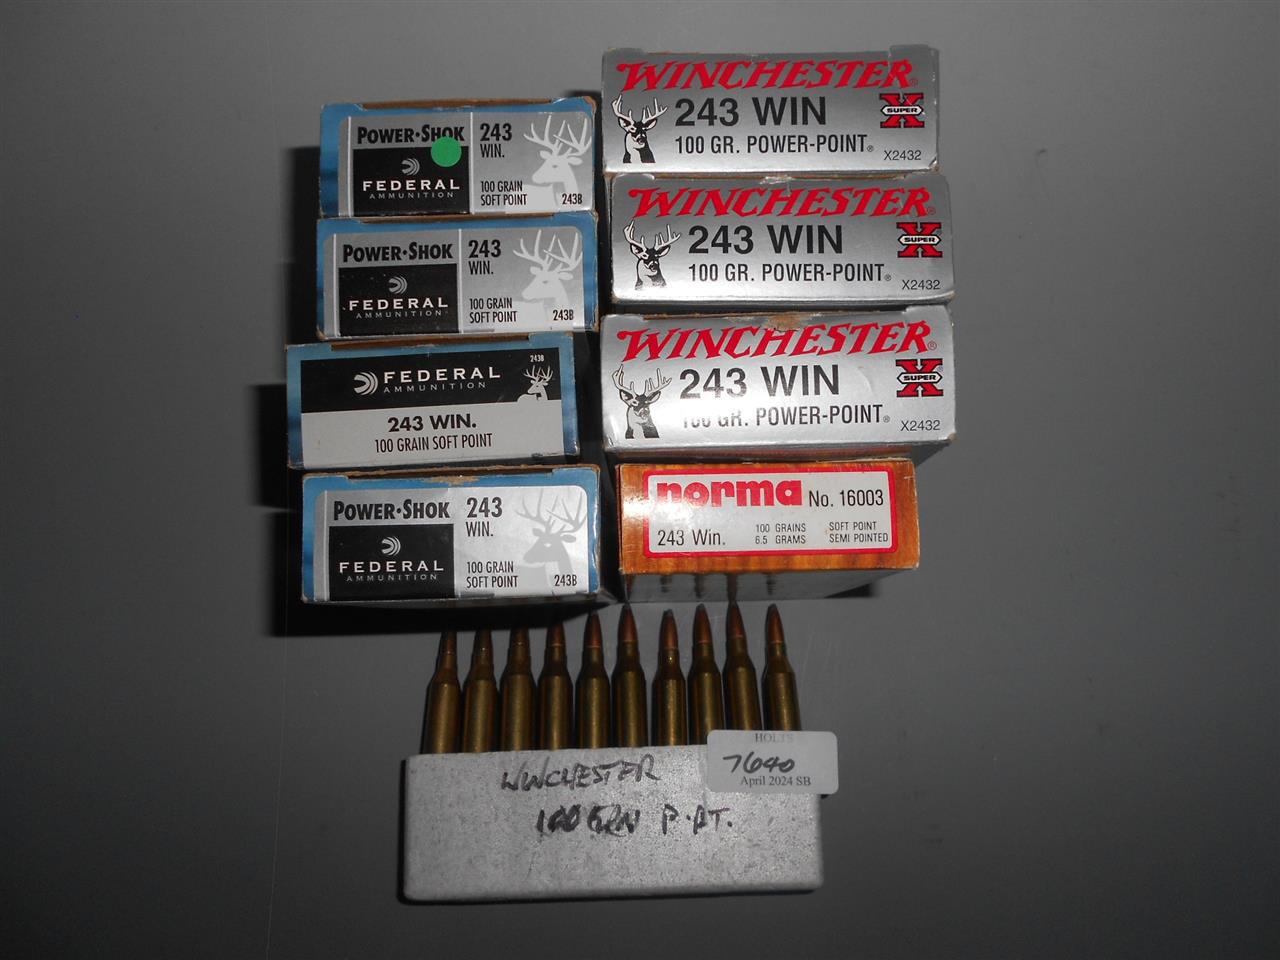 POWER•SHOK
FEDERAL
AMMUNITION
243
WIN.
100 GRAIN
SOFT POINT
243B
POWER•SHOK
FEDERAL
AMMUNITION
243
WIN.
100 GRAIN
SOFT POINT
243B
243B
FEDERAL
AMMUNITION
243 WIN.
100 GRAIN SOFT POINT
POWER•SHOK
FEDERAL
AMMUNITION
243
WIN.
100 GRAIN
SOFT POINT
243B
WINCHESTER®
243 WIN
100 GR. POWER-POINT®
SUPER X
X2432
WINCHESTER®
243 WIN
100 GR. POWER-POINT®
SUPER X
X2432
WINCHESTER®
243 WIN
100 GR. POWER-POINT®
SUPER X
X2432
norma No. 16003
243 Win.
100 GRAINS SOFT POINT
6.5 GRAMS SEMI POINTED
WINCHESTER
100 GRN P.PT.
HOLTS
7640
April 2024 SB